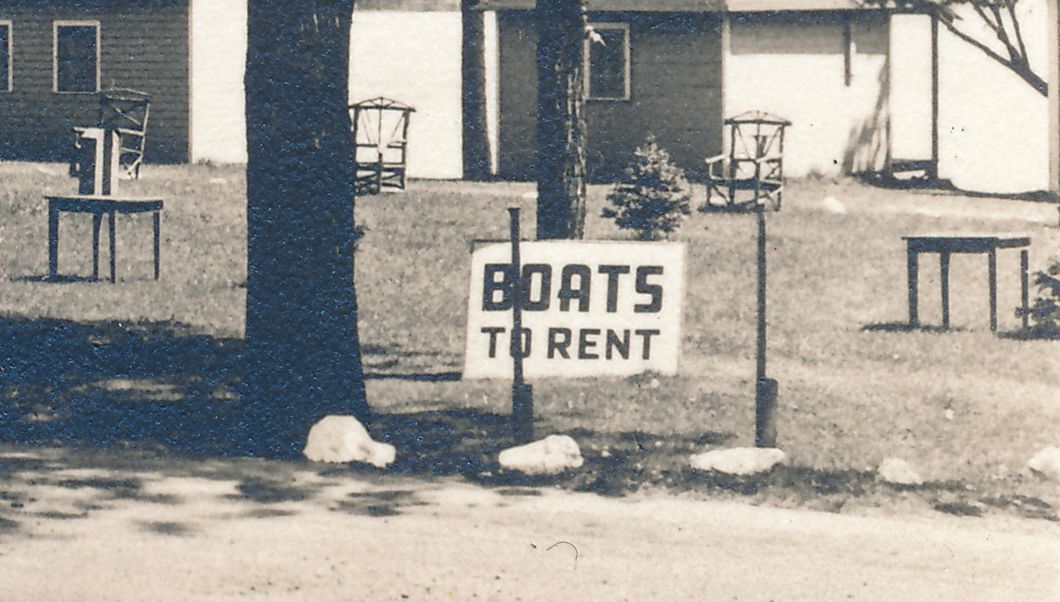 BOATS
TO RENT